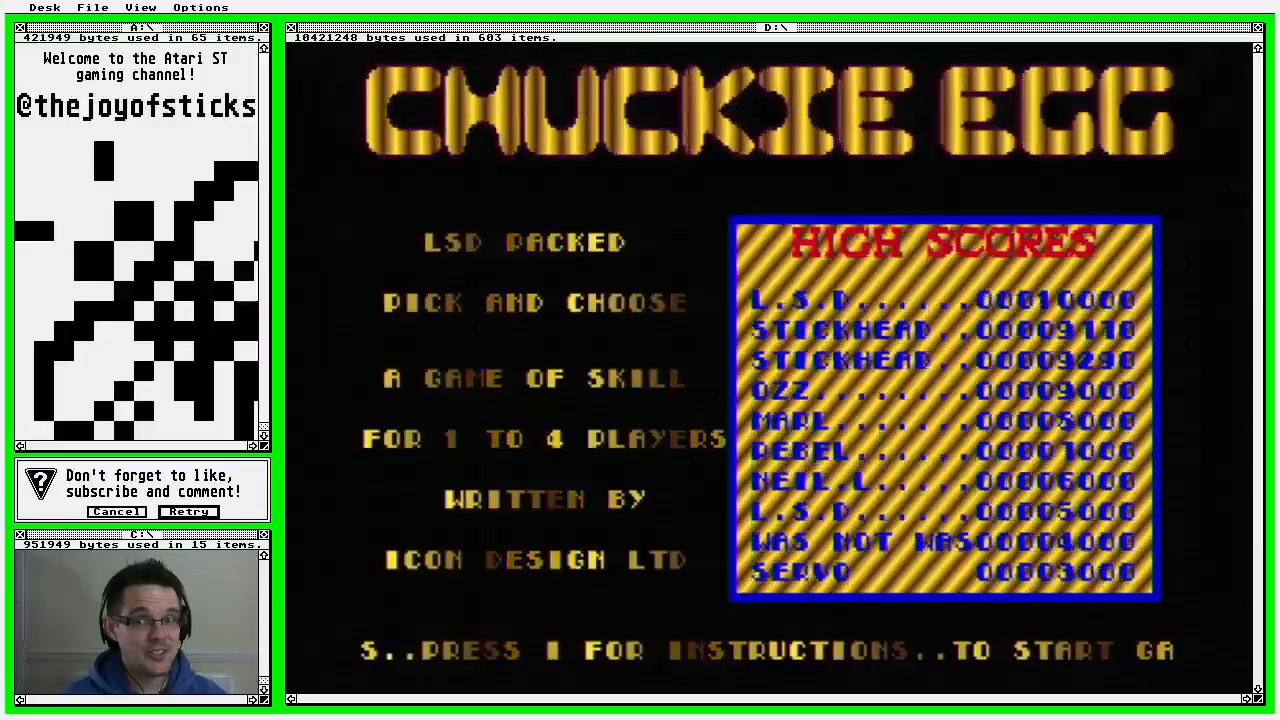 Desk File View Options
A:\
421949 bytes used in 65 items.
Welcome to the Atari ST
gaming channel!
@thejoyofsticks
Don't forget to like,
subscribe and comment!
Cancel Retry
C:\
951949 bytes used in 15 items.
D:\
10421248 bytes used in 603 items.
CHUCKIE EGG
LSD PACKED
PICK AND CHOOSE
A GAME OF SKILL
FOR 1 TO 4 PLAYERS
WRITTEN BY
ICON DESIGN LTD
HIGH SCORES
L.S.D......00010000
STICKHEAD..00009110
STICKHEAD..00009290
OZZ........00009000
MARL.......00008000
REBEL......00007000
NEIL.L.....00006000
L.S.D......00005000
WAS NOT WAS00004000
SERVO 00003000
S..PRESS I FOR INSTRUCTIONS..TO START GA